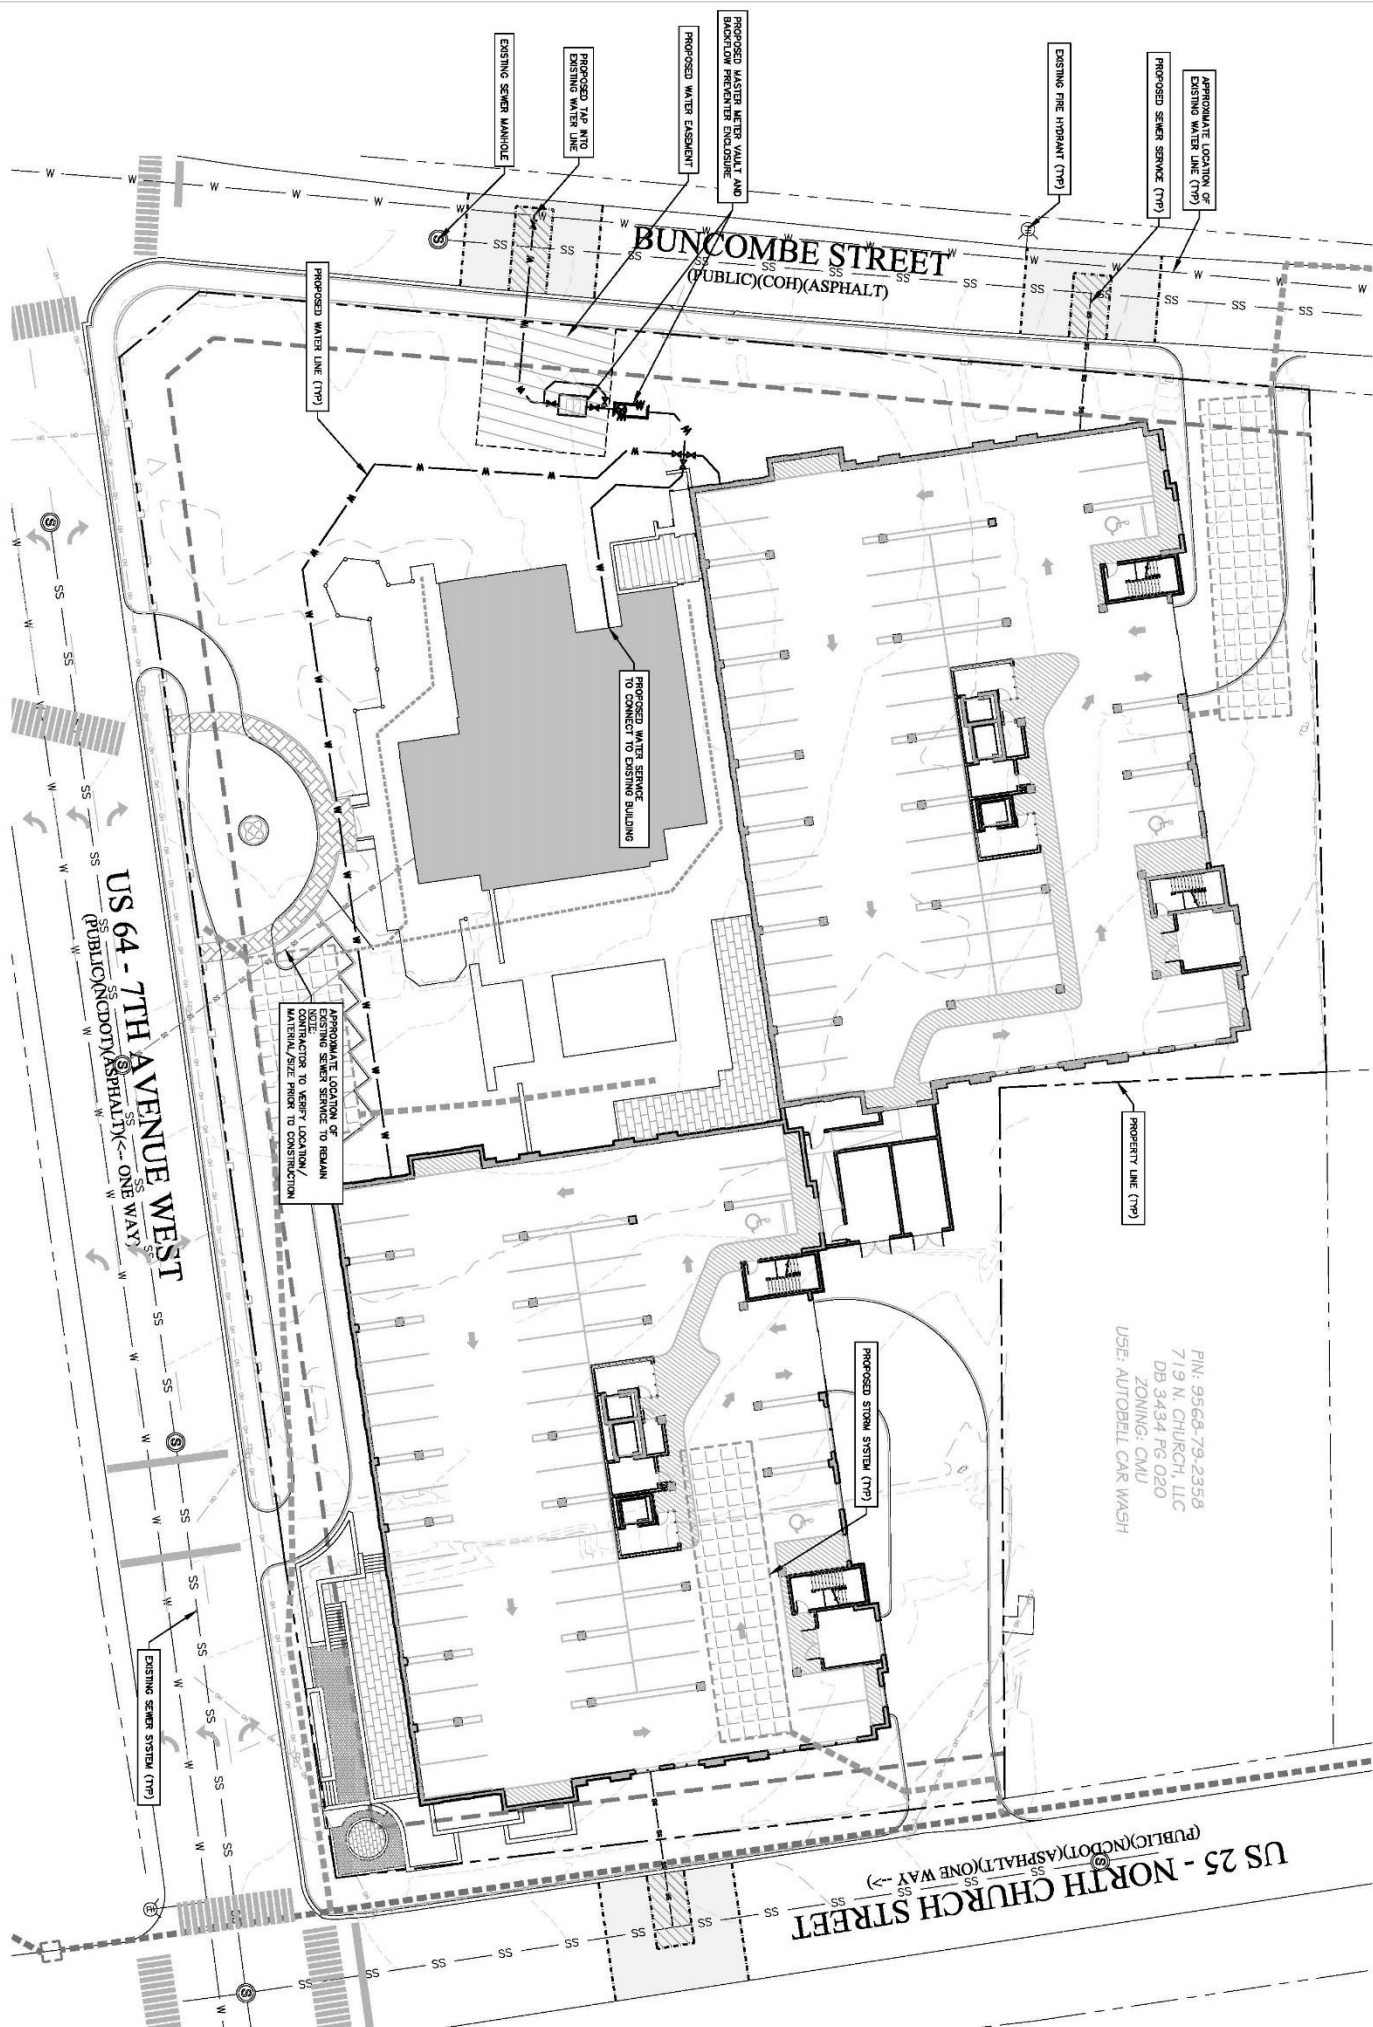 EXISTING SEWER MANHOLE
PROPOSED TAP INTO
EXISTING WATER LINE
PROPOSED WATER EASEMENT
PROPOSED MASTER METER VAULT AND
BACKFLOW PREVENTER ENCLOSURE
EXISTING FIRE HYDRANT (TYP)
PROPOSED SEWER SERVICE (TYP)
APPROXIMATE LOCATION OF
EXISTING WATER LINE (TYP)
BUNCOMBE STREET
(PUBLIC)(COH)(ASPHALT)
PROPOSED WATER LINE (TYP)
PROPOSED WATER SERVICE
TO CONNECT TO EXISTING BUILDING
US 64 - 7TH AVENUE WEST
(PUBLIC)(NCDOT)(ASPHALT)(<-- ONE WAY)
APPROXIMATE LOCATION OF
EXISTING SEWER SERVICE TO REMAIN
NOTE:
CONTRACTOR TO VERIFY LOCATION/
MATERIAL/SIZE PRIOR TO CONSTRUCTION
PROPERTY LINE (TYP)
PIN: 9568-79-2358
719 N. CHURCH, LLC
DB 3434 PG 020
ZONING: CMU
USE: AUTOBELL CAR WASH
PROPOSED STORM SYSTEM (TYP)
EXISTING SEWER SYSTEM (TYP)
US 25 - NORTH CHURCH STREET
(PUBLIC)(NCDOT)(ASPHALT)(ONE WAY -->)